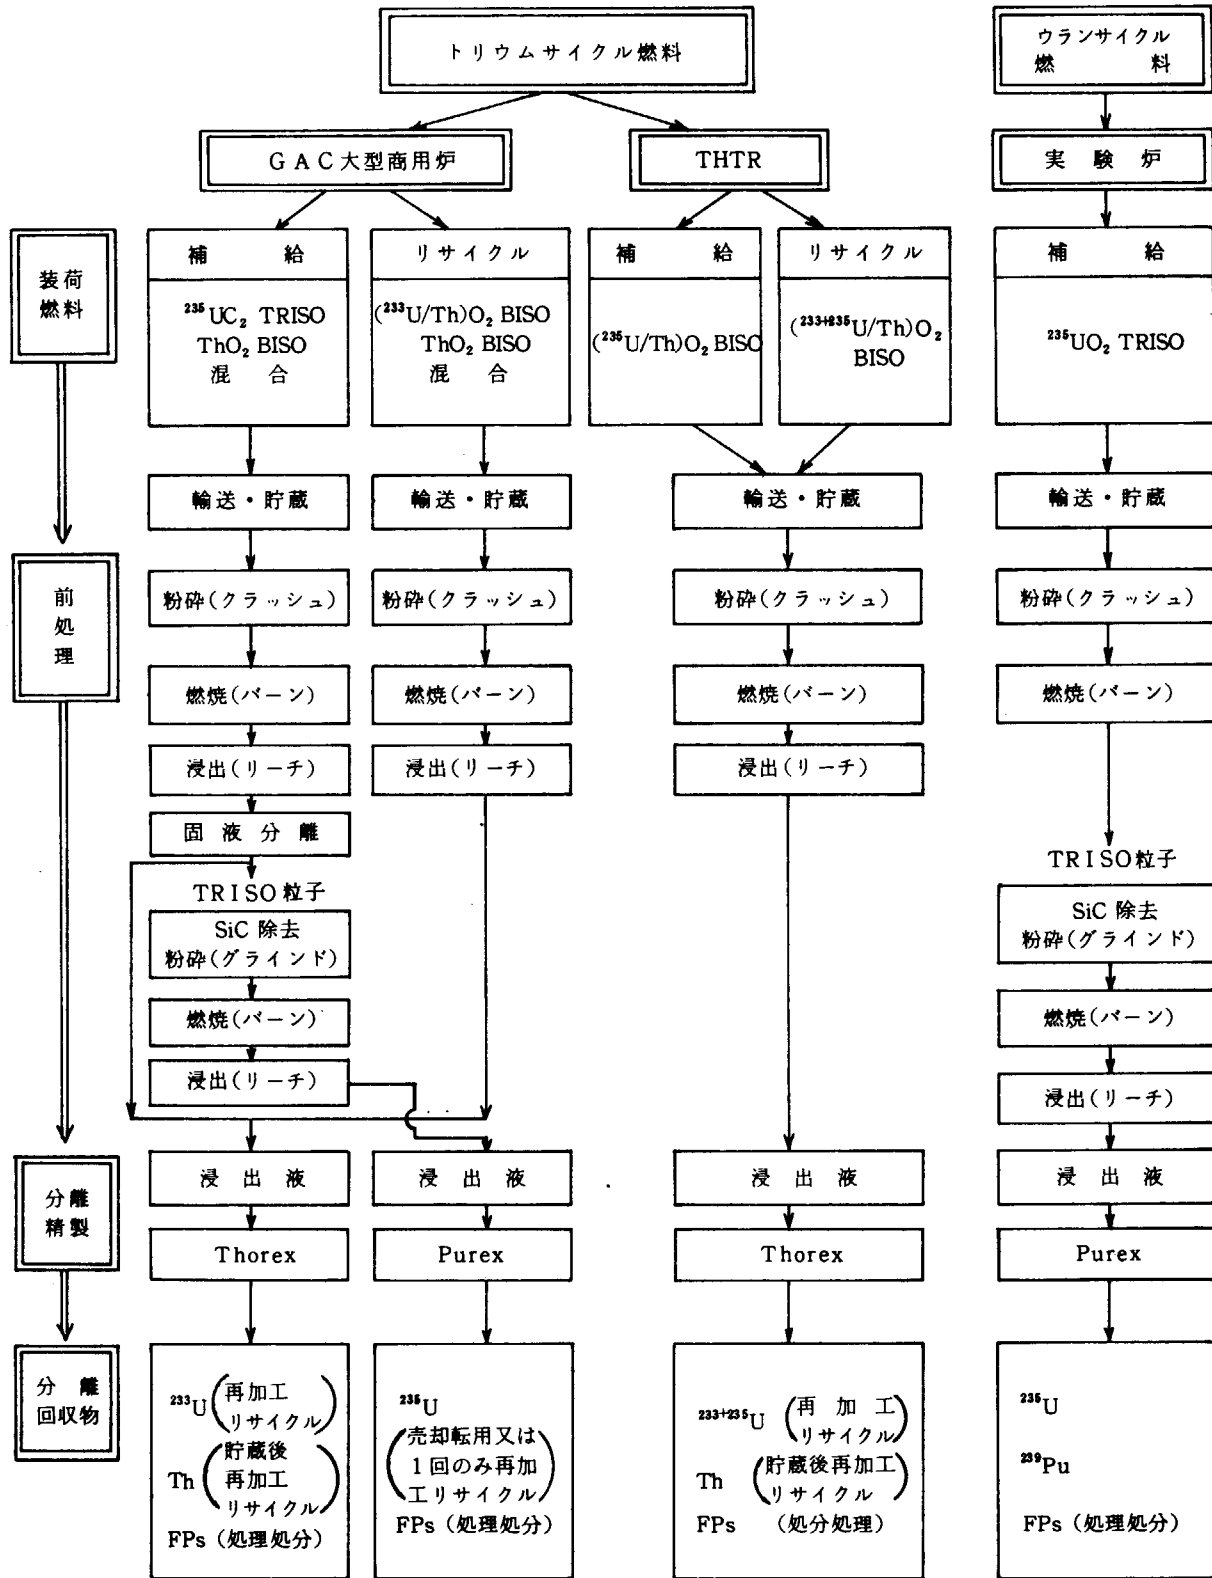 トリウムサイクル燃料
ウランサイクル
燃 料
GAC大型商用炉
THTR
実 験 炉
装荷
燃料
補 給
²³⁵UC₂ TRISO
ThO₂ BISO
混 合
リサイクル
(²³³U/Th)O₂ BISO
ThO₂ BISO
混 合
補 給
(²³⁵U/Th)O₂ BISO
リサイクル
(²³³⁺²³⁵U/Th)O₂
BISO
補 給
²³⁵UO₂ TRISO
輸送・貯蔵
輸送・貯蔵
輸送・貯蔵
輸送・貯蔵
前
処
理
粉砕(クラッシュ)
粉砕(クラッシュ)
粉砕(クラッシュ)
粉砕(クラッシュ)
燃焼(バーン)
燃焼(バーン)
燃焼(バーン)
燃焼(バーン)
浸出(リーチ)
浸出(リーチ)
浸出(リーチ)
固液分離
TRISO粒子
SiC 除去
粉砕(グラインド)
燃焼(バーン)
浸出(リーチ)
TRISO粒子
SiC 除去
粉砕(グラインド)
燃焼(バーン)
浸出(リーチ)
分離
精製
浸出液
浸出液
浸出液
浸出液
Thorex
Purex
Thorex
Purex
分 離
回収物
²³³U(再加工
リサイクル)
Th(貯蔵後
再加工
リサイクル)
FPs(処理処分)
²³⁵U
(売却転用又は
1回のみ再加
工リサイクル)
FPs(処理処分)
²³³⁺²³⁵U(再加工
リサイクル)
Th(貯蔵後再加工
リサイクル)
FPs (処分処理)
²³⁵U
²³⁹Pu
FPs(処理処分)